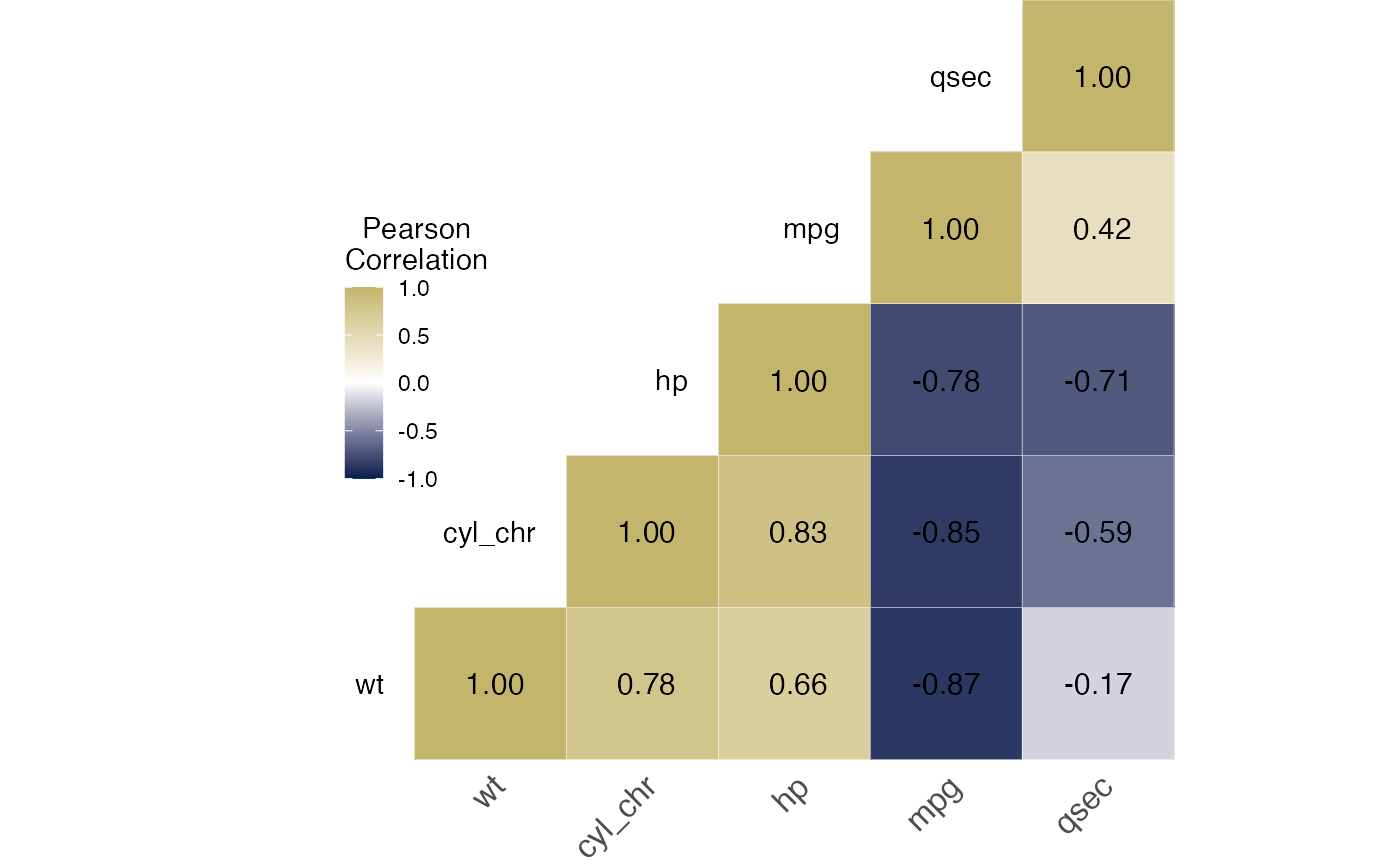 qsec 1.00
mpg 1.00 0.42
Pearson
Correlation
1.0
0.5
0.0
-0.5
-1.0
hp 1.00 -0.78 -0.71
cyl_chr 1.00 0.83 -0.85 -0.59
wt 1.00 0.78 0.66 -0.87 -0.17
wt cyl_chr hp mpg qsec